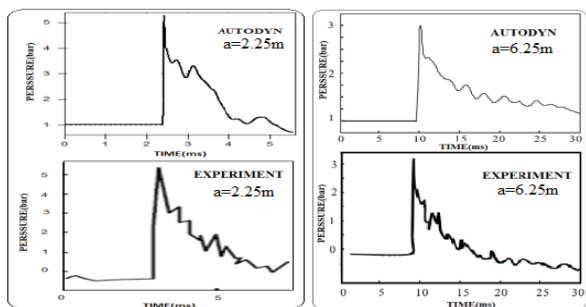 PERSSURE(bar)
5
4
3
2
1
AUTODYN
a=2.25m
0
2
4
TIME(ms)
PERSSURE(bar)
3
2
1
AUTODYN
a=6.25m
0
5
10
15
20
25
30
TIME(ms)
PERSSURE(bar)
5
4
3
2
1
0
EXPERIMENT
a=2.25m
0
5
TIME(ms)
PERSSURE(bar)
3
2
1
0
EXPERIMENT
a=6.25m
0
5
10
15
20
25
30
TIME(ms)